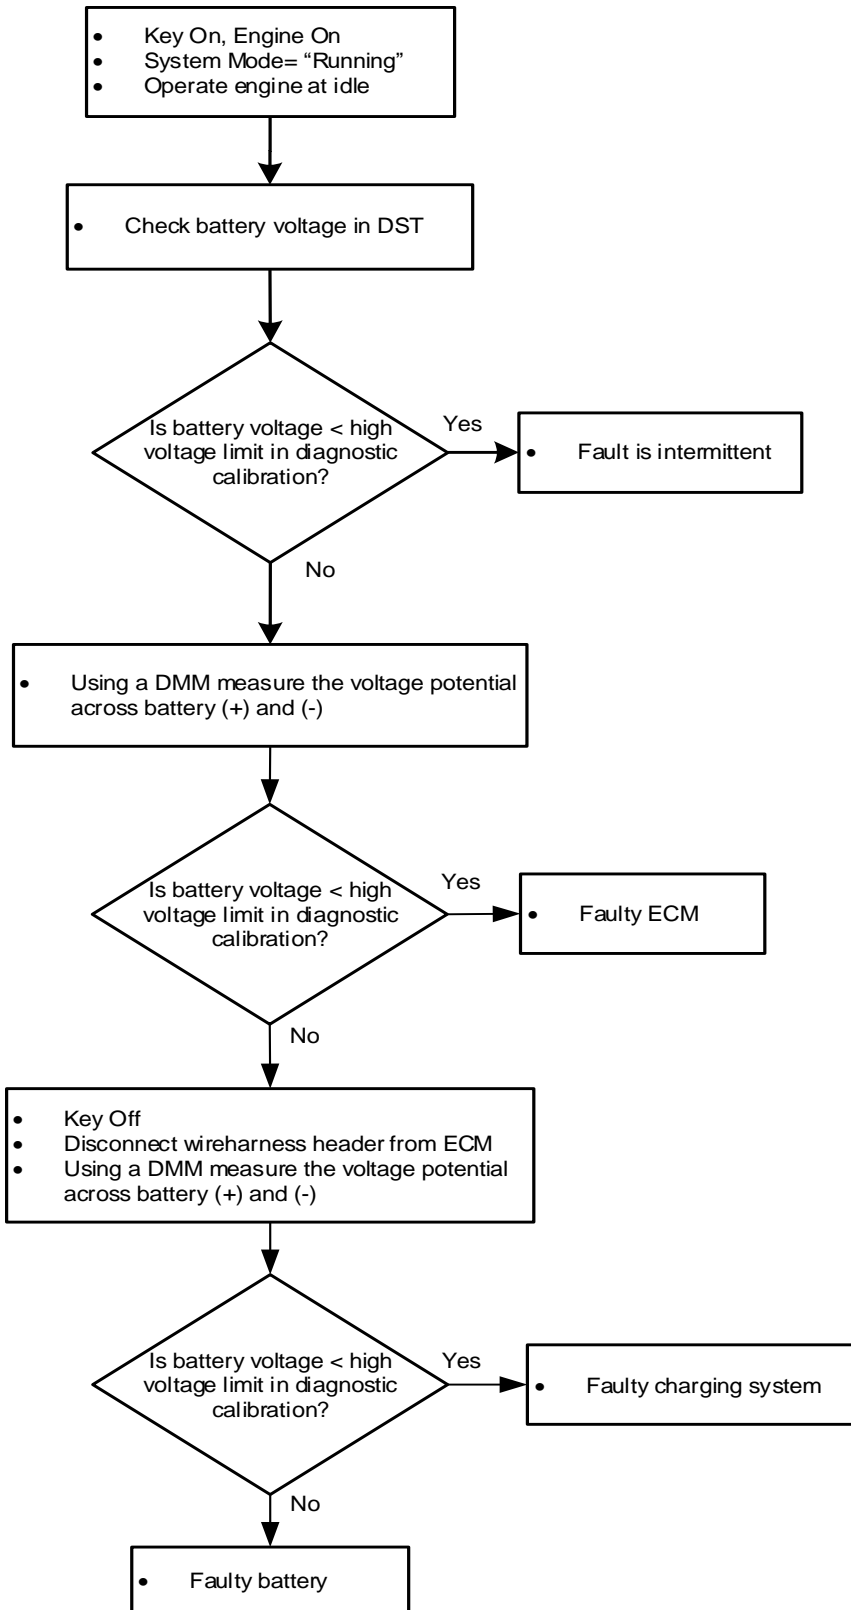 • Key On, Engine On
• System Mode= “Running”
• Operate engine at idle
• Check battery voltage in DST
Is battery voltage < high
voltage limit in diagnostic
calibration?
Yes
• Fault is intermittent
No
• Using a DMM measure the voltage potential
across battery (+) and (-)
Is battery voltage < high
voltage limit in diagnostic
calibration?
Yes
• Faulty ECM
No
• Key Off
• Disconnect wireharness header from ECM
• Using a DMM measure the voltage potential
across battery (+) and (-)
Is battery voltage < high
voltage limit in diagnostic
calibration?
Yes
• Faulty charging system
No
• Faulty battery